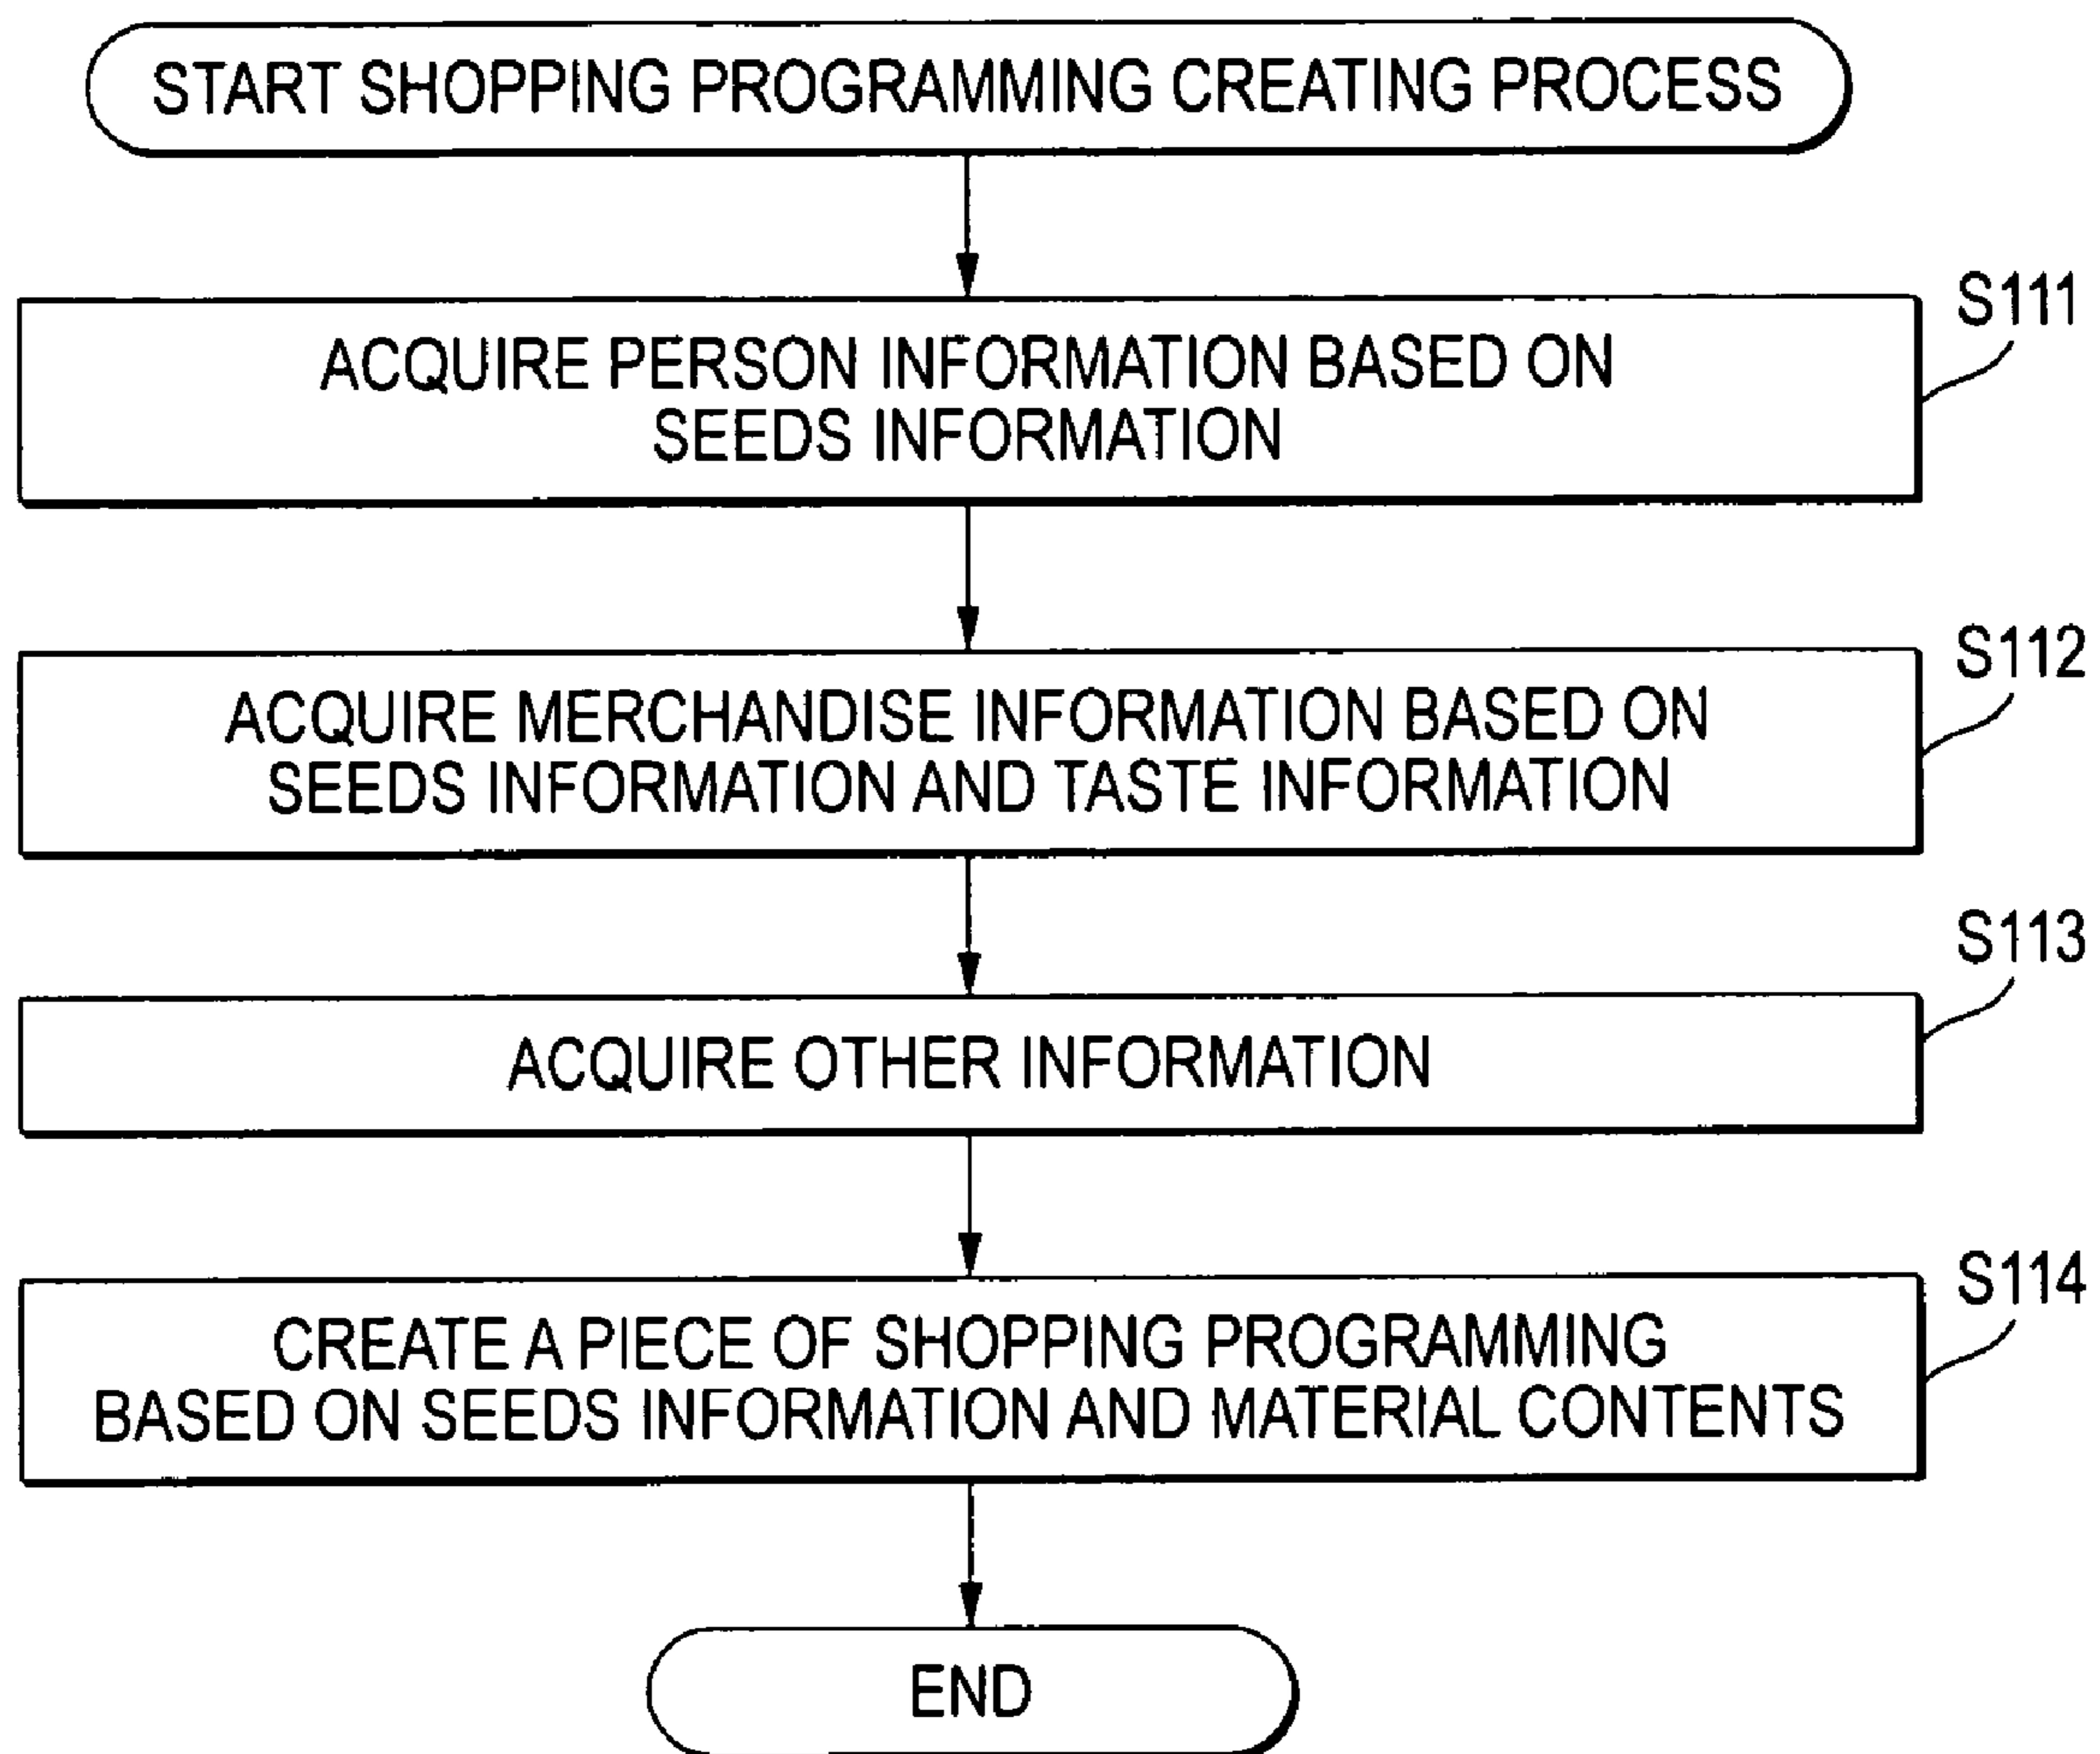 START SHOPPING PROGRAMMING CREATING PROCESS
S111
ACQUIRE PERSON INFORMATION BASED ON
SEEDS INFORMATION
S112
ACQUIRE MERCHANDISE INFORMATION BASED ON
SEEDS INFORMATION AND TASTE INFORMATION
S113
ACQUIRE OTHER INFORMATION
S114
CREATE A PIECE OF SHOPPING PROGRAMMING
BASED ON SEEDS INFORMATION AND MATERIAL CONTENTS
END